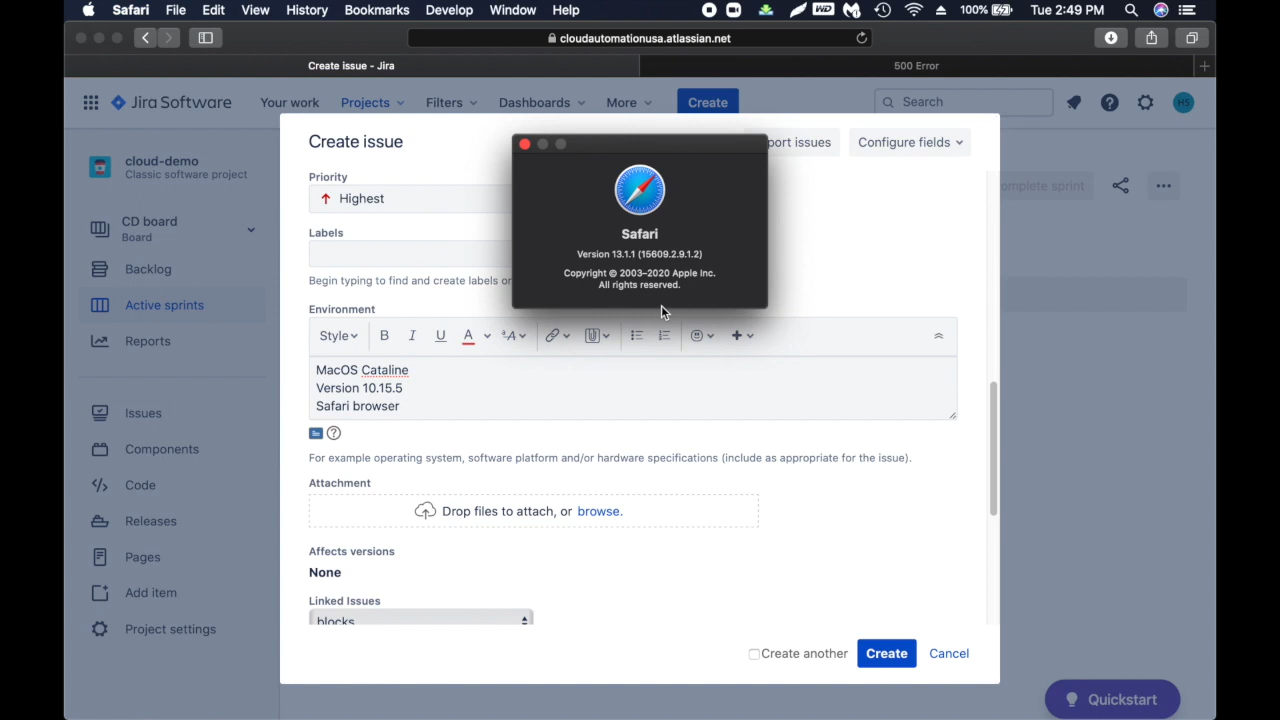 Safari File Edit View History Bookmarks Develop Window Help WD 100% Tue 2:49 PM
cloudautomationusa.atlassian.net
Create issue - Jira 500 Error
Jira Software Your work Projects Filters Dashboards More Create Search HS
Create issue port issues Configure fields
cloud-demo
Classic software project
CD board
Board
Backlog
Active sprints
Reports
Issues
Components
Code
Releases
Pages
Add item
Project settings
omplete sprint
Priority
Highest
Labels
Begin typing to find and create labels or
Safari
Version 13.1.1 (15609.2.9.1.2)
Copyright © 2003–2020 Apple Inc.
All rights reserved.
Environment
Style B I U A
MacOS Cataline
Version 10.15.5
Safari browser
For example operating system, software platform and/or hardware specifications (include as appropriate for the issue).
Attachment
Drop files to attach, or browse.
Affects versions
None
Linked Issues
blocks
Create another Create Cancel
Quickstart